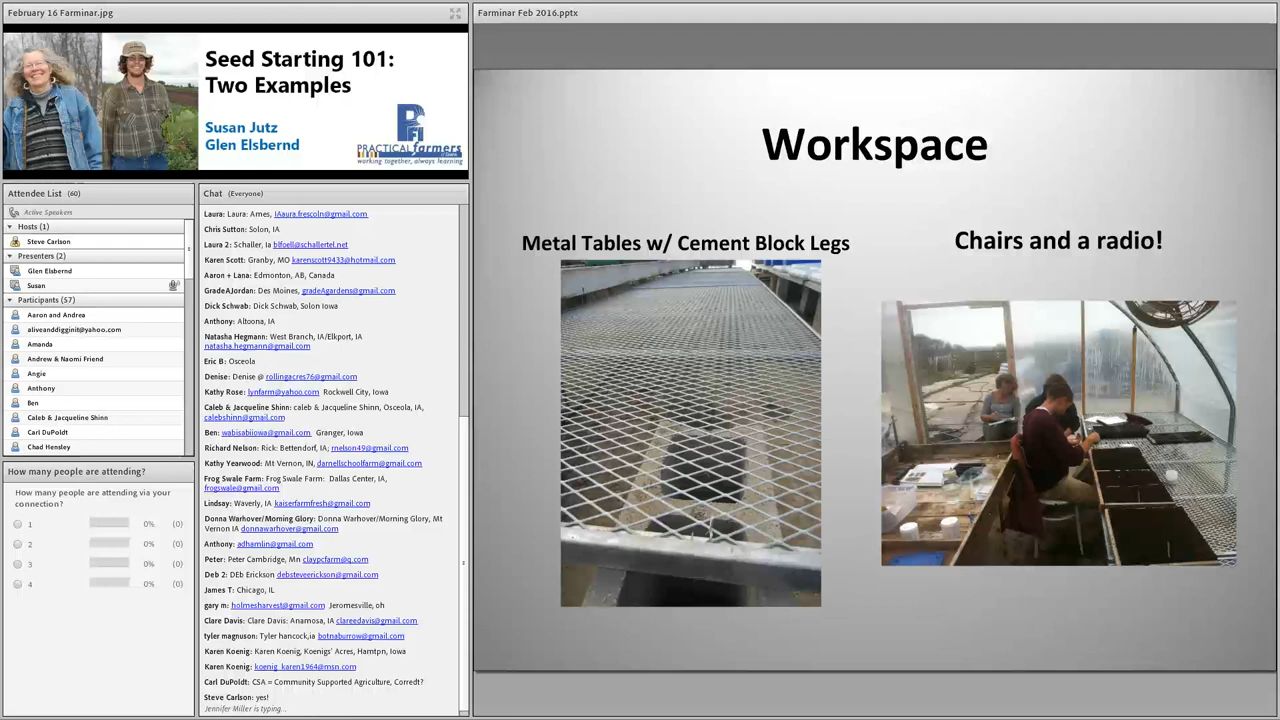 February 16 Farminar.jpg
Seed Starting 101:
Two Examples
Susan Jutz
Glen Elsbernd
PFI
PRACTICAL farmers
working together, always learning
Attendee List (60)
Active Speakers
Hosts (1)
Steve Carlson
Presenters (2)
Glen Elsbernd
Susan
Participants (57)
Aaron and Andrea
aliveanddigginit@yahoo.com
Amanda
Andrew & Naomi Friend
Angie
Anthony
Ben
Caleb & Jacqueline Shinn
Carl DuPoldt
Chad Hensley
How many people are attending?
How many people are attending via your
connection?
1 0% (0)
2 0% (0)
3 0% (0)
4 0% (0)
Chat (Everyone)
Laura: Laura: Ames, IAaura.frescoln@gmail.com
Chris Sutton: Solon, IA
Laura 2: Schaller, Ia blfoell@schallertel.net
Karen Scott: Granby, MO karenscott9433@hotmail.com
Aaron + Lana: Edmonton, AB, Canada
GradeAJordan: Des Moines, gradeAgardens@gmail.com
Dick Schwab: Dick Schwab, Solon Iowa
Anthony: Altoona, IA
Natasha Hegmann: West Branch, IA/Elkport, IA
natasha.hegmann@gmail.com
Eric B: Osceola
Denise: Denise @ rollingacres76@gmail.com
Kathy Rose: lynfarm@yahoo.com Rockwell City, Iowa
Caleb & Jacqueline Shinn: caleb & Jacqueline Shinn, Osceola, IA,
calebshinn@gmail.com
Ben: wabisabiiowa@gmail.com Granger, Iowa
Richard Nelson: Rick: Bettendorf, IA; rnelson49@gmail.com
Kathy Yearwood: Mt Vernon, IN, darnellschoolfarm@gmail.com
Frog Swale Farm: Frog Swale Farm: Dallas Center, IA,
frogswale@gmail.com
Lindsay: Waverly, IA kaiserfarmfresh@gmail.com
Donna Warhover/Morning Glory: Donna Warhover/Morning Glory, Mt
Vernon IA donnawarhover@gmail.com
Anthony: adhamlin@gmail.com
Peter: Peter Cambridge, Mn claypcfarm@q.com
Deb 2: DEb Erickson debsteveerickson@gmail.com
James T: Chicago, IL
gary m: holmesharvest@gmail.com Jeromesville, oh
Clare Davis: Clare Davis: Anamosa, IA clareedavis@gmail.com
tyler magnuson: Tyler hancock,ia botnaburrow@gmail.com
Karen Koenig: Karen Koenig, Koenigs' Acres, Hamtpn, Iowa
Karen Koenig: koenig_karen1964@msn.com
Carl DuPoldt: CSA = Community Supported Agriculture, Corredt?
Steve Carlson: yes!
Jennifer Miller is typing...
Farminar Feb 2016.pptx
Workspace
Metal Tables w/ Cement Block Legs
Chairs and a radio!